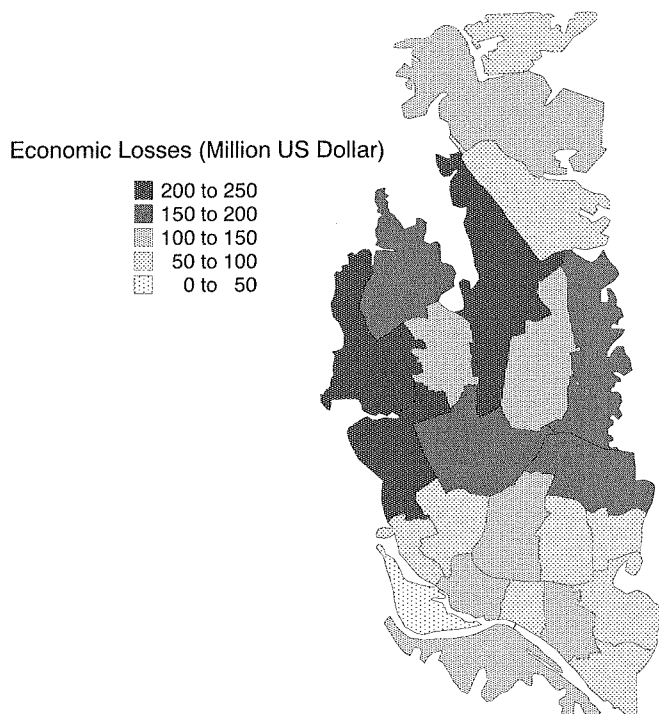 Economic Losses (Million US Dollar)
200 to 250
150 to 200
100 to 150
50 to 100
0 to 50